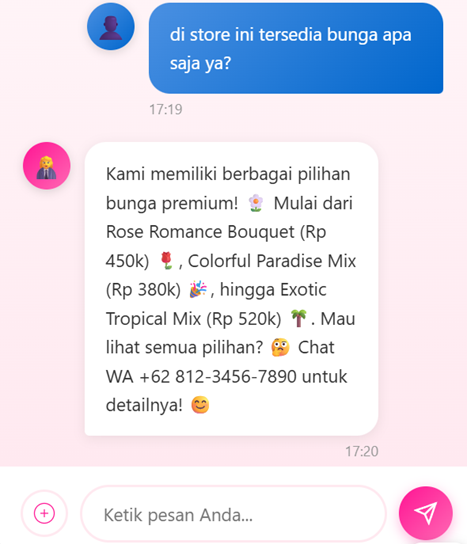 di store ini tersedia bunga apa
saja ya?
17:19
Kami memiliki berbagai pilihan
bunga premium! 🌸 Mulai dari
Rose Romance Bouquet (Rp
450k) 🌹, Colorful Paradise Mix
(Rp 380k) 🎉, hingga Exotic
Tropical Mix (Rp 520k) 🌴. Mau
lihat semua pilihan? 🤔 Chat
WA +62 812-3456-7890 untuk
detailnya! 😊
17:20
Ketik pesan Anda...